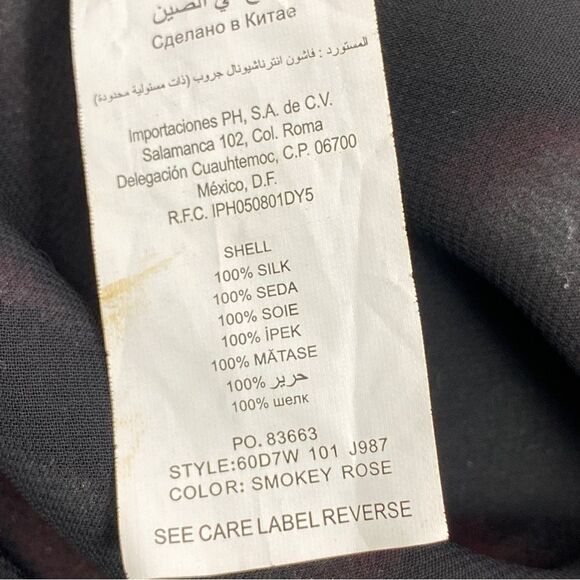 في الصين
Сделано в Китае
المستورد : فاشون انترناشيونال جروب (ذات مسئولية محدودة)
Importaciones PH, S.A. de C.V.
Salamanca 102, Col. Roma
Delegación Cuauhtemoc, C.P. 06700
México, D.F.
R.F.C. IPH050801DY5
SHELL
100% SILK
100% SEDA
100% SOIE
100% İPEK
100% MĂTASE
100% حرير
100% шелк
PO. 83663
STYLE:60D7W 101 J987
COLOR: SMOKEY ROSE
SEE CARE LABEL REVERSE